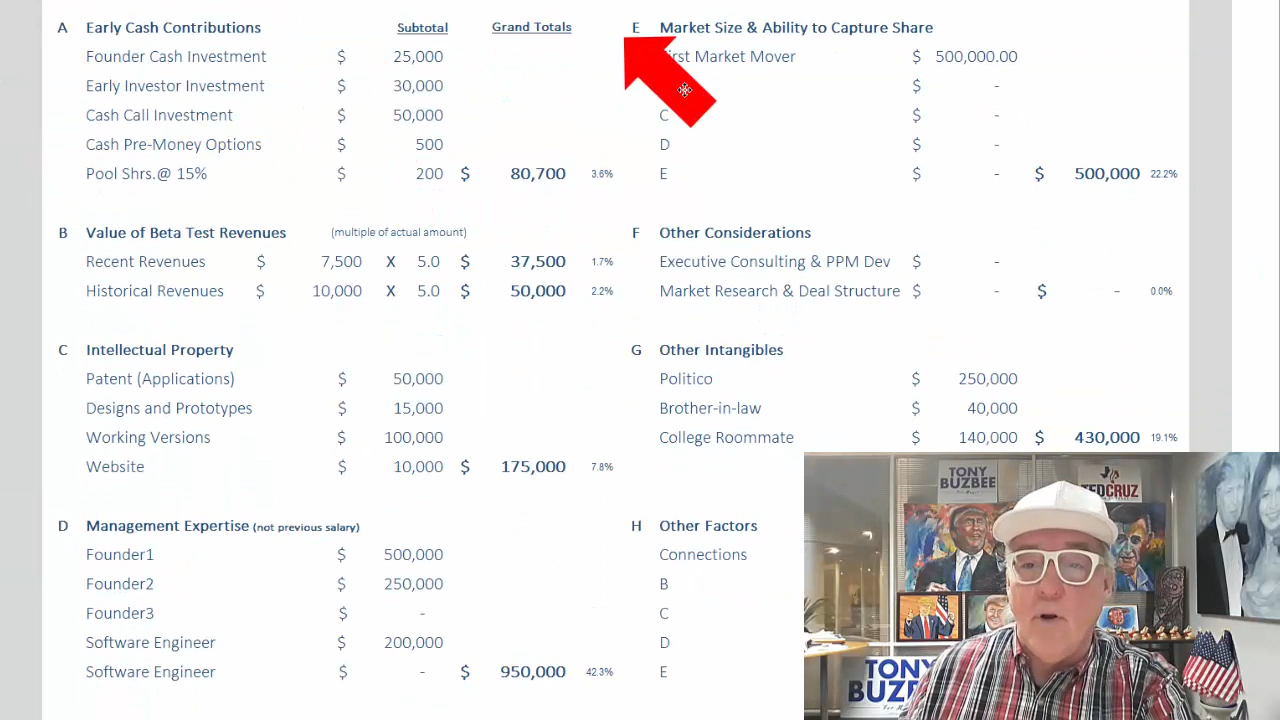 A Early Cash Contributions Subtotal Grand Totals
Founder Cash Investment $ 25,000
Early Investor Investment 30,000
Cash Call Investment $ 50,000
Cash Pre-Money Options $ 500
Pool Shrs.@ 15% $ 200 $ 80,700 3.6%
B Value of Beta Test Revenues (multiple of actual amount)
Recent Revenues $ 7,500 X 5.0 $ 37,500 1.7%
Historical Revenues $ 10,000 X 5.0 $ 50,000 2.2%
C Intellectual Property
Patent (Applications) $ 50,000
Designs and Prototypes $ 15,000
Working Versions $ 100,000
Website $ 10,000 $ 175,000 7.8%
D Management Expertise (not previous salary)
Founder1 $ 500,000
Founder2 $ 250,000
Founder3 $ -
Software Engineer $ 200,000
Software Engineer $ - $ 950,000 42.3%
E Market Size & Ability to Capture Share
Market Mover $ 500,000.00
$ -
C $ -
D $ -
E $ - $ 500,000 22.2%
F Other Considerations
Executive Consulting & PPM Dev $ -
Market Research & Deal Structure $ - $ - 0.0%
G Other Intangibles
Politico $ 250,000
Brother-in-law $ 40,000
College Roommate $ 140,000 $ 430,000 19.1%
H Other Factors
Connections
B
C
D
E
TONY
BUZBEE
TED CRUZ
TONY
BUZBEE